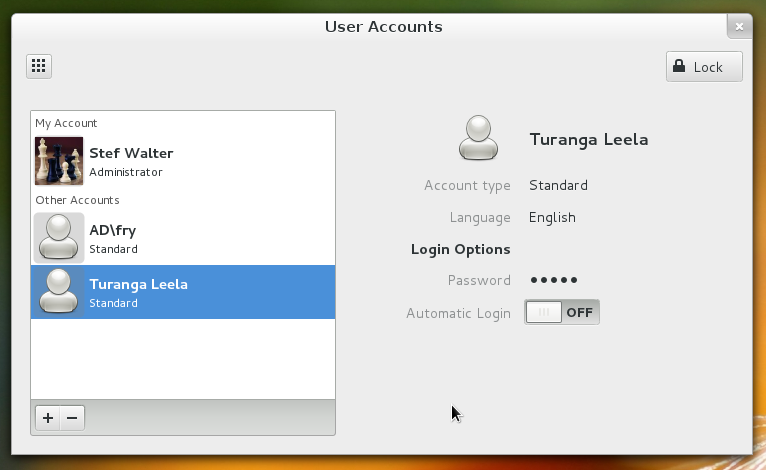 User Accounts
Lock
My Account
Stef Walter
Administrator
Other Accounts
AD\fry
Standard
Turanga Leela
Standard
Turanga Leela
Account type Standard
Language English
Login Options
Password •••••
Automatic Login OFF